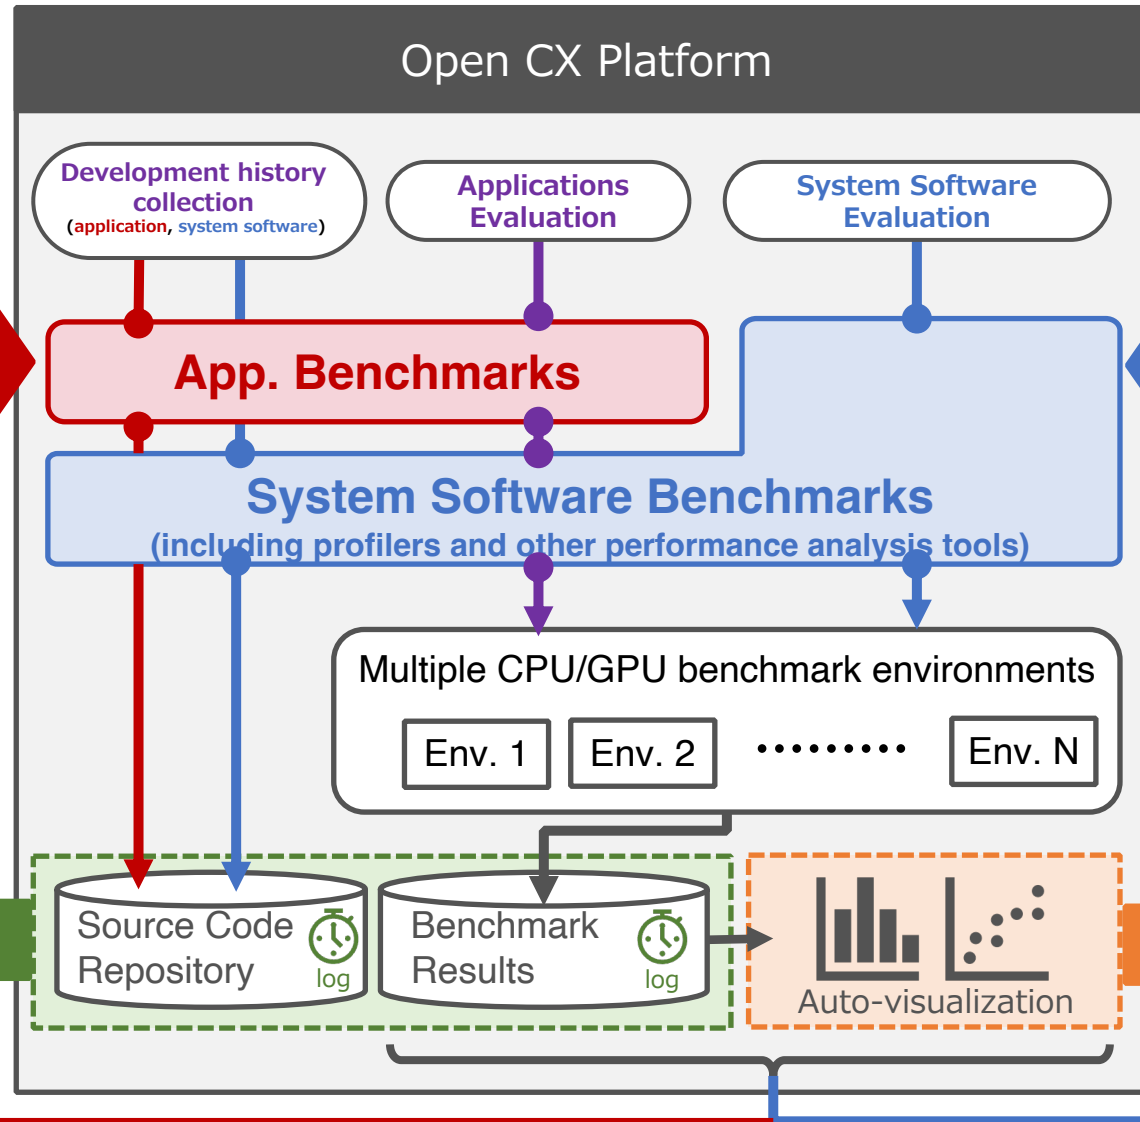 Open CX Platform
Development history
collection
(application, system software)
Applications
Evaluation
System Software
Evaluation
App. Benchmarks
System Software Benchmarks
(including profilers and other performance analysis tools)
Multiple CPU/GPU benchmark environments
Env. 1
Env. 2
.........
Env. N
Source Code
Repository
log
Benchmark
Results
log
Auto-visualization